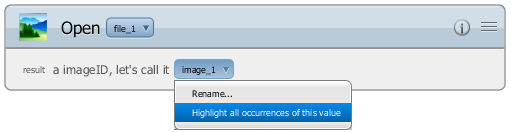 Open file_1
result a imageID, let's call it image_1
Rename...
Highlight all occurrences of this value